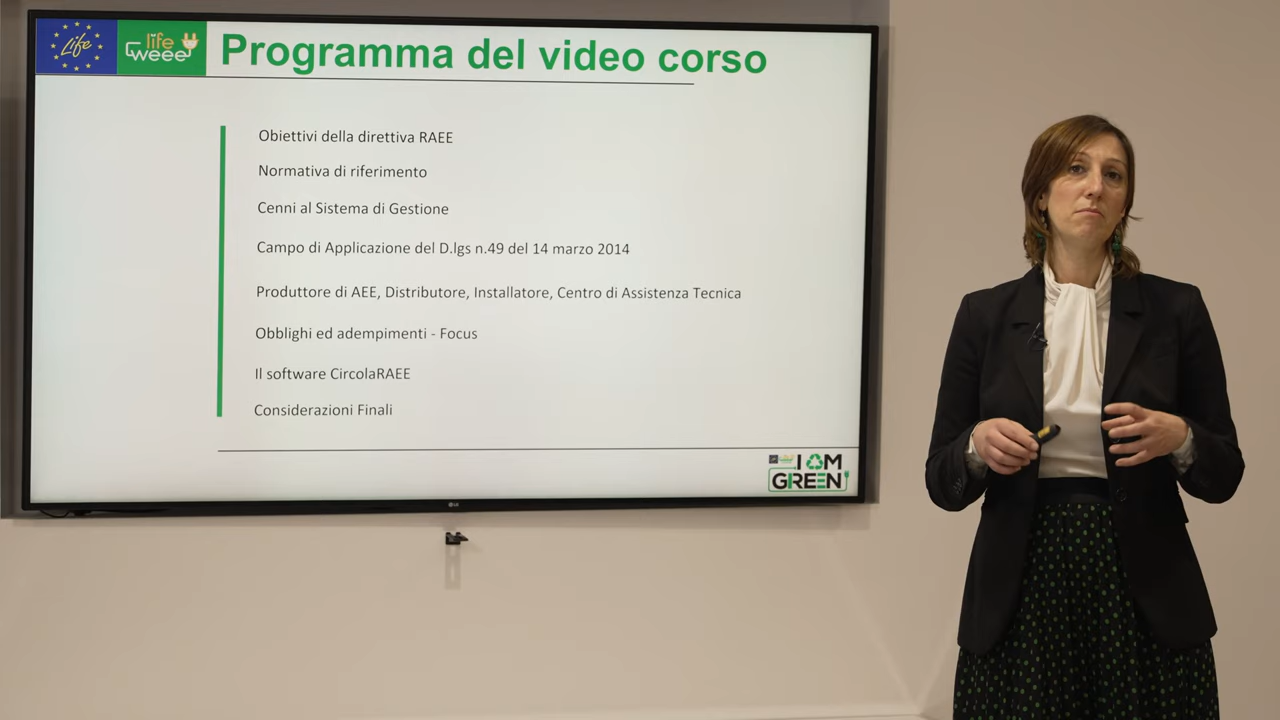 Life
life
weee
Programma del video corso
Obiettivi della direttiva RAEE
Normativa di riferimento
Cenni al Sistema di Gestione
Campo di Applicazione del D.lgs n.49 del 14 marzo 2014
Produttore di AEE, Distributore, Installatore, Centro di Assistenza Tecnica
Obblighi ed adempimenti - Focus
Il software CircolaRAEE
Considerazioni Finali
I AM
GREEN
LG